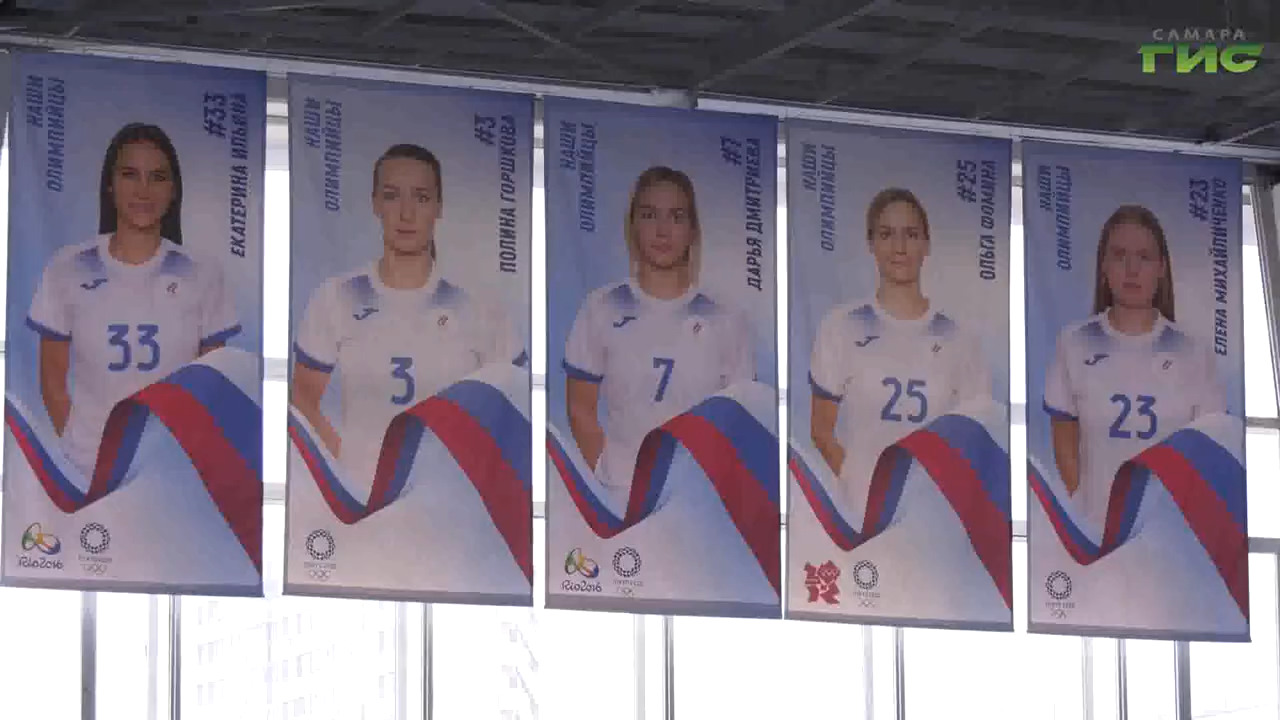 САМАРА
ГИС
НАШИ
ОЛИМПИЙЦЫ
#33
ЕКАТЕРИНА ИЛЬИНА
33
Rio2016
НАШИ
ОЛИМПИЙЦЫ
#3
ПОЛИНА ГОРШКОВА
3
НАШИ
ОЛИМПИЙЦЫ
#7
ДАРЬЯ ДМИТРИЕВА
7
Rio2016
НАШИ
ОЛИМПИЙЦЫ
#25
ОЛЬГА ФОМИНА
25
НАШИ
ОЛИМПИЙЦЫ
#23
ЕЛЕНА МИХАЙЛИЧЕНКО
23